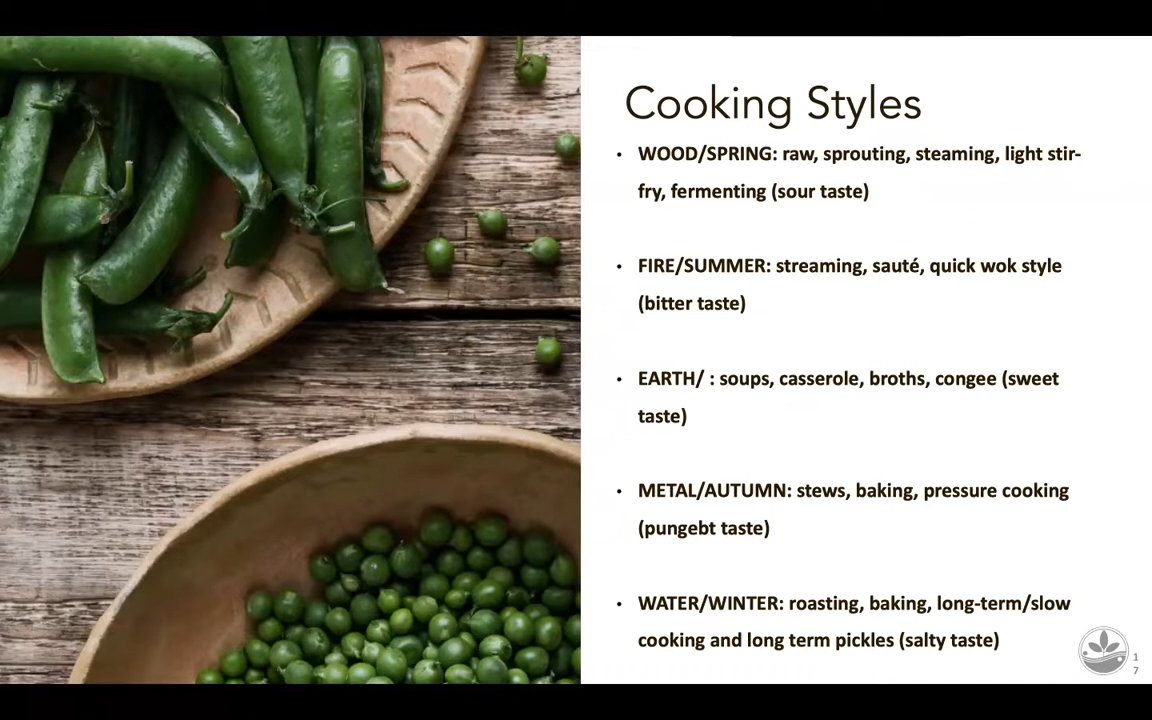 Cooking Styles
• WOOD/SPRING: raw, sprouting, steaming, light stir-
fry, fermenting (sour taste)
• FIRE/SUMMER: streaming, sauté, quick wok style
(bitter taste)
• EARTH/ : soups, casserole, broths, congee (sweet
taste)
• METAL/AUTUMN: stews, baking, pressure cooking
(pungebt taste)
• WATER/WINTER: roasting, baking, long-term/slow
cooking and long term pickles (salty taste)
1
7